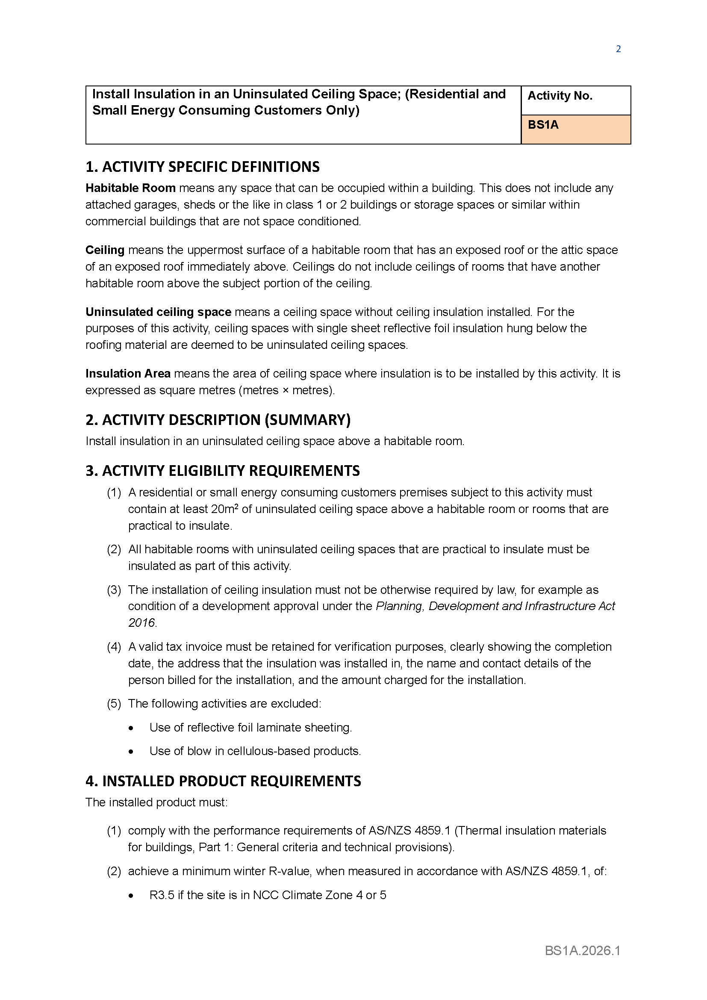 2
Install Insulation in an Uninsulated Ceiling Space; (Residential and
Small Energy Consuming Customers Only)
Activity No.
BS1A
1. ACTIVITY SPECIFIC DEFINITIONS
Habitable Room means any space that can be occupied within a building. This does not include any
attached garages, sheds or the like in class 1 or 2 buildings or storage spaces or similar within
commercial buildings that are not space conditioned.
Ceiling means the uppermost surface of a habitable room that has an exposed roof or the attic space
of an exposed roof immediately above. Ceilings do not include ceilings of rooms that have another
habitable room above the subject portion of the ceiling.
Uninsulated ceiling space means a ceiling space without ceiling insulation installed. For the
purposes of this activity, ceiling spaces with single sheet reflective foil insulation hung below the
roofing material are deemed to be uninsulated ceiling spaces.
Insulation Area means the area of ceiling space where insulation is to be installed by this activity. It is
expressed as square metres (metres × metres).
2. ACTIVITY DESCRIPTION (SUMMARY)
Install insulation in an uninsulated ceiling space above a habitable room.
3. ACTIVITY ELIGIBILITY REQUIREMENTS
(1) A residential or small energy consuming customers premises subject to this activity must
contain at least 20m² of uninsulated ceiling space above a habitable room or rooms that are
practical to insulate.
(2) All habitable rooms with uninsulated ceiling spaces that are practical to insulate must be
insulated as part of this activity.
(3) The installation of ceiling insulation must not be otherwise required by law, for example as
condition of a development approval under the Planning, Development and Infrastructure Act
2016.
(4) A valid tax invoice must be retained for verification purposes, clearly showing the completion
date, the address that the insulation was installed in, the name and contact details of the
person billed for the installation, and the amount charged for the installation.
(5) The following activities are excluded:
• Use of reflective foil laminate sheeting.
• Use of blow in cellulous-based products.
4. INSTALLED PRODUCT REQUIREMENTS
The installed product must:
(1) comply with the performance requirements of AS/NZS 4859.1 (Thermal insulation materials
for buildings, Part 1: General criteria and technical provisions).
(2) achieve a minimum winter R-value, when measured in accordance with AS/NZS 4859.1, of:
• R3.5 if the site is in NCC Climate Zone 4 or 5
BS1A.2026.1